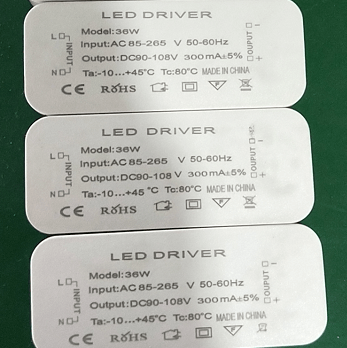 LED DRIVER
Model:36W
Input:AC 85-265 V 50-60Hz
Output:DC90-108V 300mA±5%
Ta:-10...+45°C Tc:80°C MADE IN CHINA
CE RoHS F
L INPUT N
OUPUT + −
LED DRIVER
Model:36W
Input:AC 85-265 V 50-60Hz
Output:DC90-108V 300mA±5%
Ta:-10...+45°C Tc:80°C MADE IN CHINA
CE RoHS F
L INPUT N
OUPUT +
LED DRIVER
Model:36W
Input:AC 85-265 V 50-60Hz
Output:DC90-108V 300mA±5%
Ta:-10...+45°C Tc:80°C MADE IN CHINA
CE RoHS F
L INPUT N
OUPUT − +